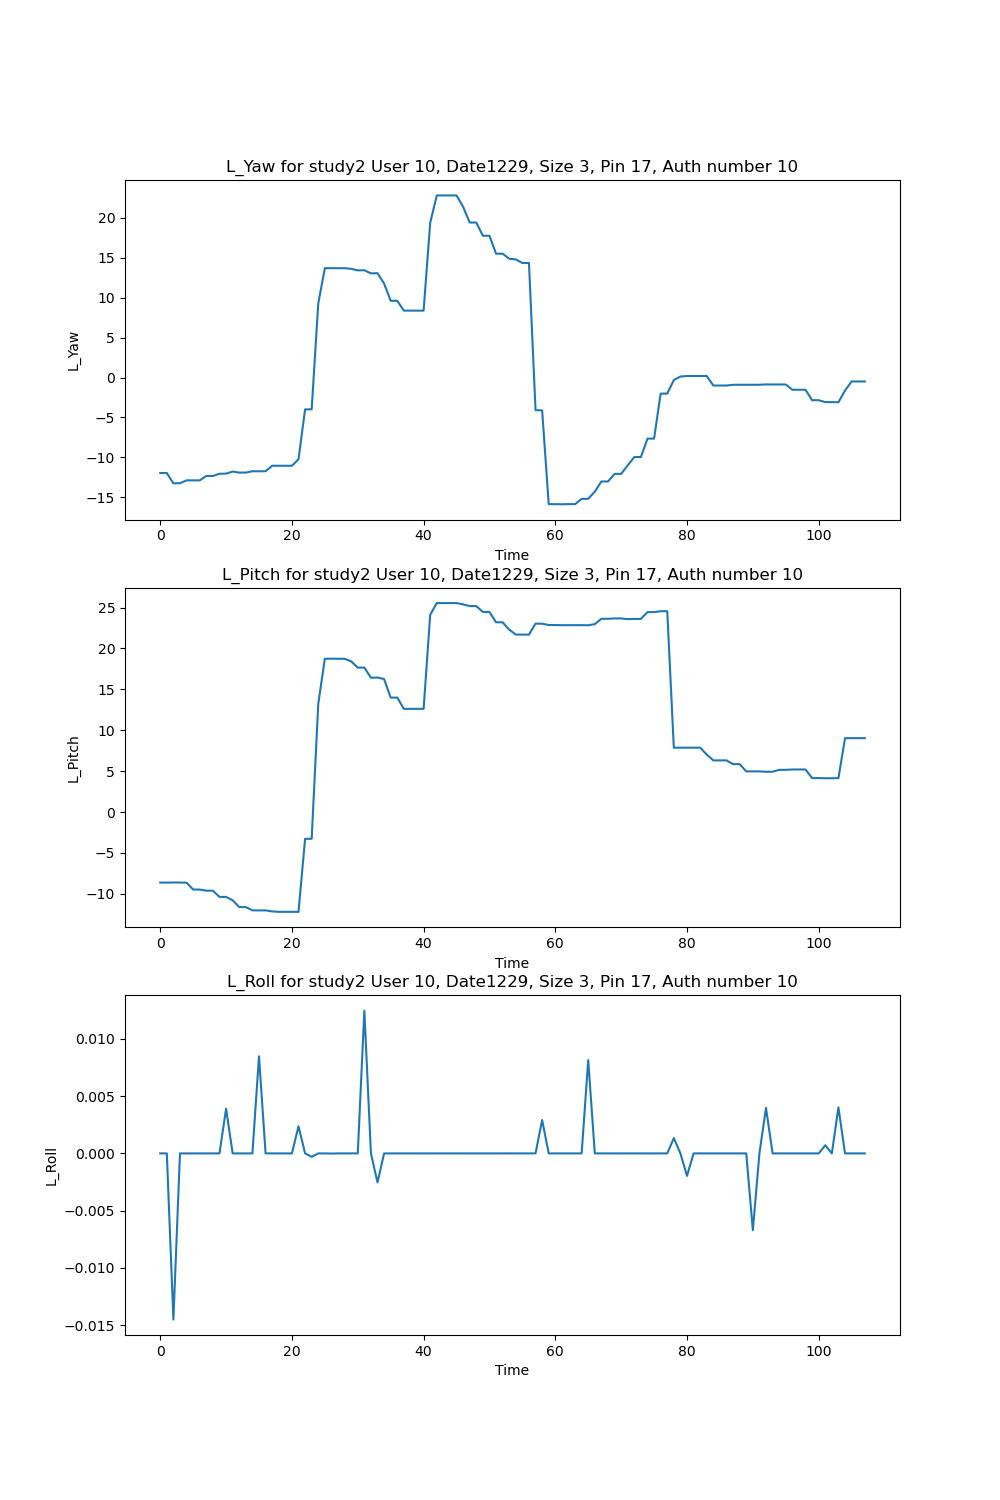 L_Yaw for study2 User 10, Date1229, Size 3, Pin 17, Auth number 10
20
15
10
5
0
−5
−10
−15
L_Yaw
0 20 40 60 80 100
Time
L_Pitch for study2 User 10, Date1229, Size 3, Pin 17, Auth number 10
25
20
15
10
5
0
−5
−10
L_Pitch
0 20 40 60 80 100
Time
L_Roll for study2 User 10, Date1229, Size 3, Pin 17, Auth number 10
0.010
0.005
0.000
−0.005
−0.010
−0.015
L_Roll
0 20 40 60 80 100
Time